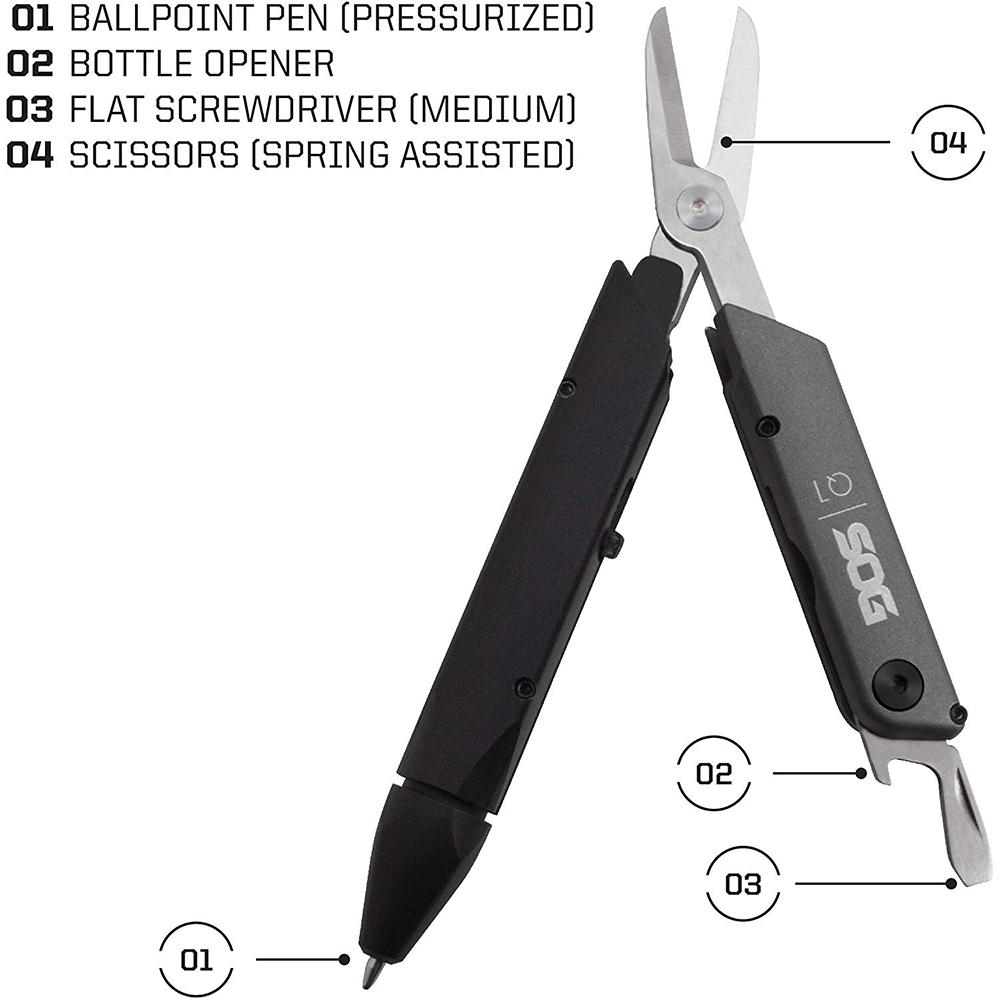 01 BALLPOINT PEN (PRESSURIZED)
02 BOTTLE OPENER
03 FLAT SCREWDRIVER (MEDIUM)
04 SCISSORS (SPRING ASSISTED)
04
LQ
SOG
02
03
01